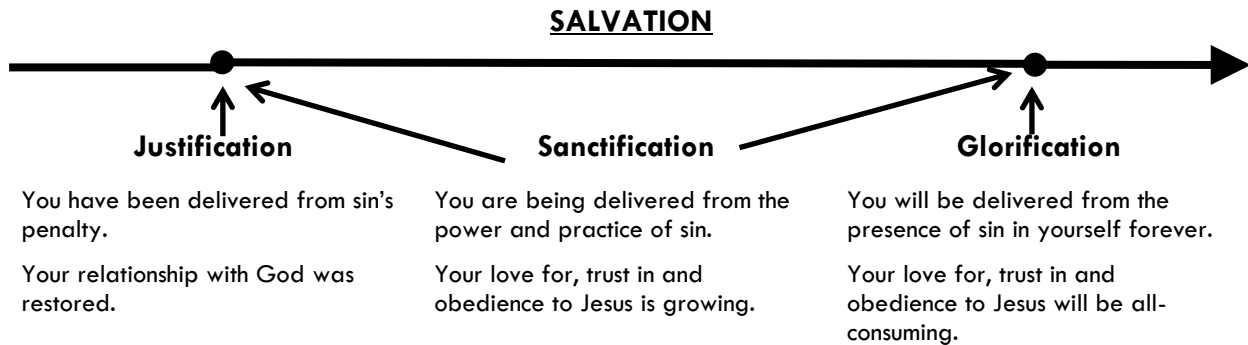 SALVATION
Justification
Sanctification
Glorification
You have been delivered from sin’s
penalty.
Your relationship with God was
restored.
You are being delivered from the
power and practice of sin.
Your love for, trust in and
obedience to Jesus is growing.
You will be delivered from the
presence of sin in yourself forever.
Your love for, trust in and
obedience to Jesus will be all-
consuming.